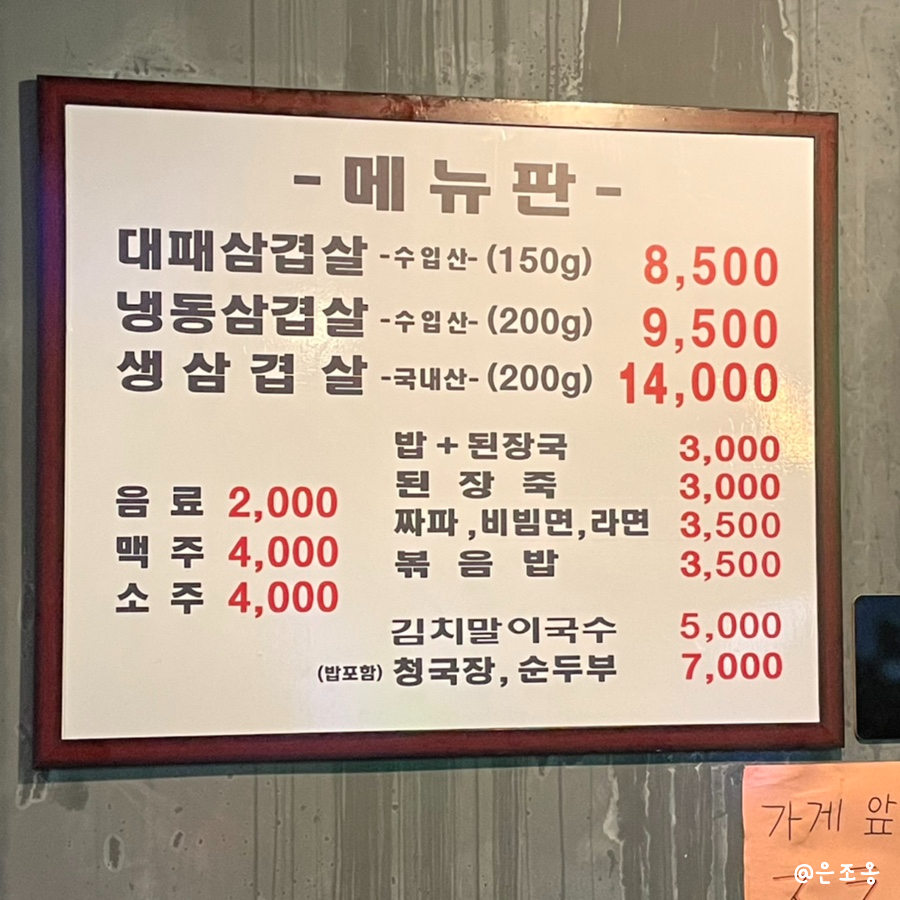 - 메뉴판 -
대패삼겹살 -수입산- (150g) 8,500
냉동삼겹살 -수입산- (200g) 9,500
생삼겹살 -국내산- (200g) 14,000
음료 2,000
맥주 4,000
소주 4,000
밥 + 된장국 3,000
된장죽 3,000
짜파,비빔면,라면 3,500
볶음밥 3,500
김치말이국수 5,000
(밥포함) 청국장, 순두부 7,000
가게 앞
@은조옹